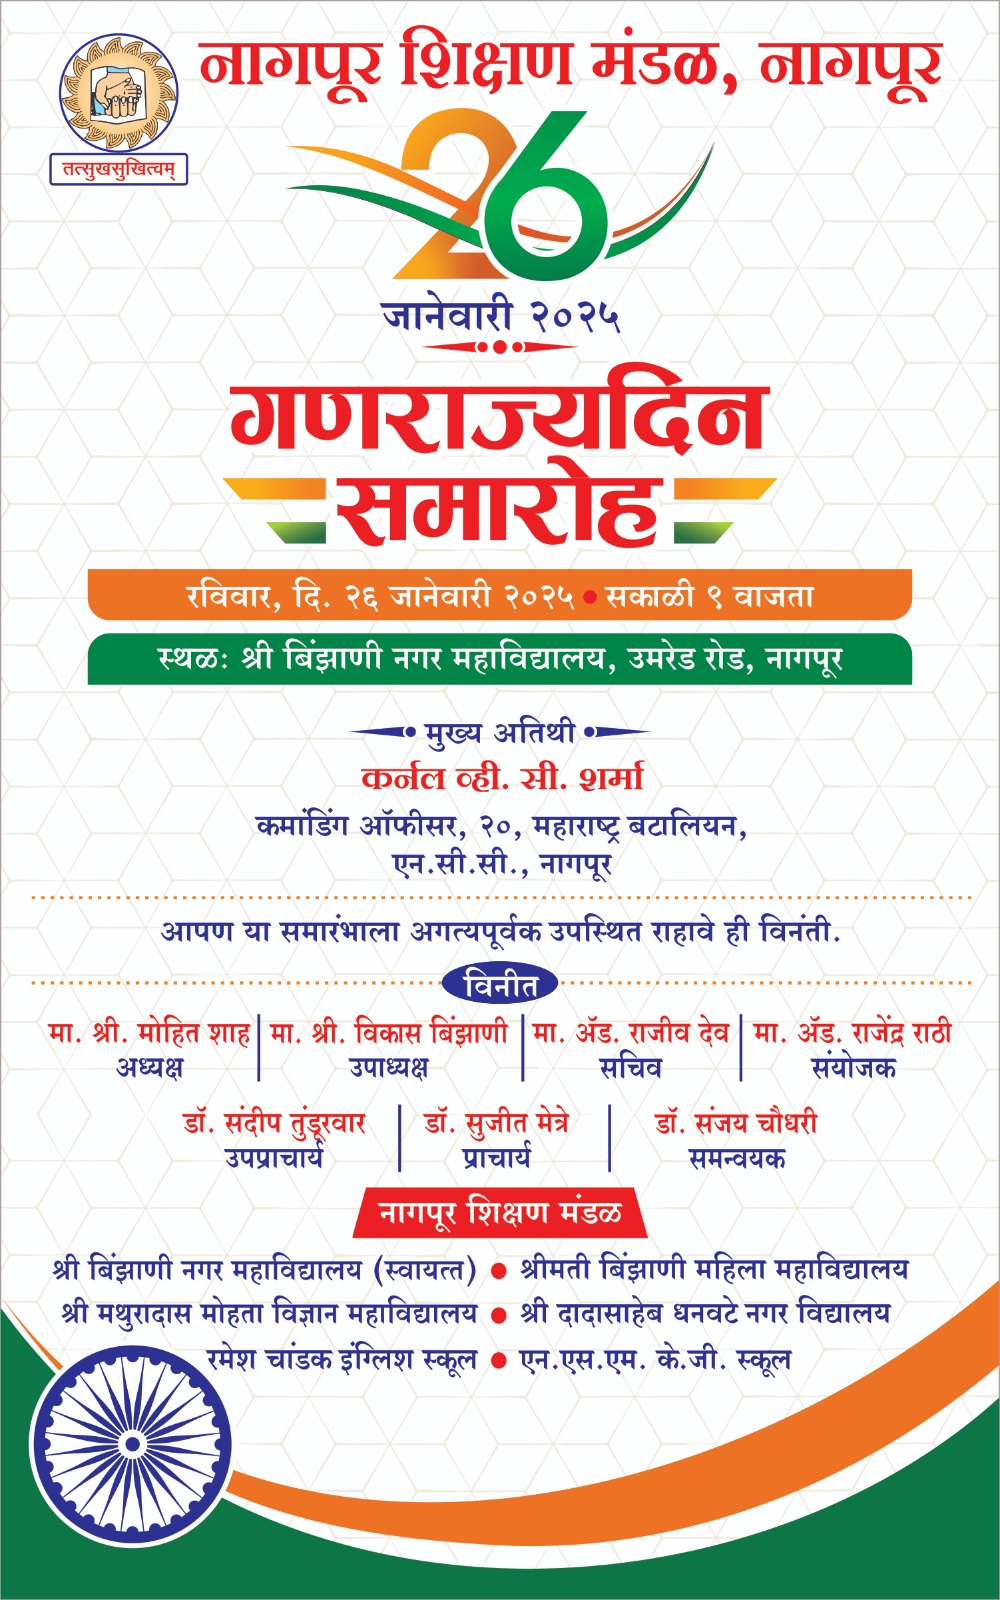 नागपूर शिक्षण मंडळ, नागपूर
तत्सुखसुखित्वम्
26
जानेवारी २०२५
गणराज्यदिन
समारोह
रविवार, दि. २६ जानेवारी २०२५ • सकाळी ९ वाजता
स्थळः श्री बिंझाणी नगर महाविद्यालय, उमरेड रोड, नागपूर
मुख्य अतिथी
कर्नल व्ही. सी. शर्मा
कमांडिंग ऑफीसर, २०, महाराष्ट्र बटालियन,
एन.सी.सी., नागपूर
आपण या समारंभाला अगत्यपूर्वक उपस्थित राहावे ही विनंती.
विनीत
मा. श्री. मोहित शाह
अध्यक्ष
मा. श्री. विकास बिंझाणी
उपाध्यक्ष
मा. ॲड. राजीव देव
सचिव
मा. ॲड. राजेंद्र राठी
संयोजक
डॉ. संदीप तुंडूरवार
उपप्राचार्य
डॉ. सुजीत मेत्रे
प्राचार्य
डॉ. संजय चौधरी
समन्वयक
नागपूर शिक्षण मंडळ
श्री बिंझाणी नगर महाविद्यालय (स्वायत्त) • श्रीमती बिंझाणी महिला महाविद्यालय
श्री मथुरादास मोहता विज्ञान महाविद्यालय • श्री दादासाहेब धनवटे नगर विद्यालय
रमेश चांडक इंग्लिश स्कूल • एन.एस.एम. के.जी. स्कूल